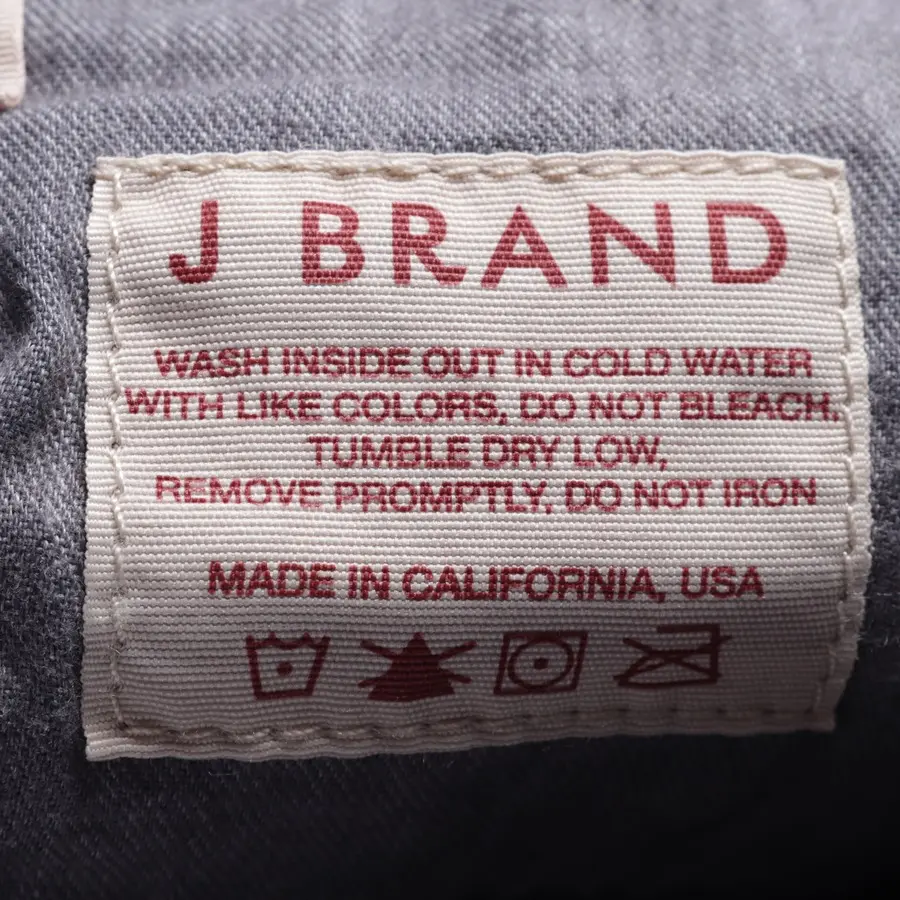 J BRAND
WASH INSIDE OUT IN COLD WATER
WITH LIKE COLORS, DO NOT BLEACH.
TUMBLE DRY LOW,
REMOVE PROMPTLY, DO NOT IRON
MADE IN CALIFORNIA, USA